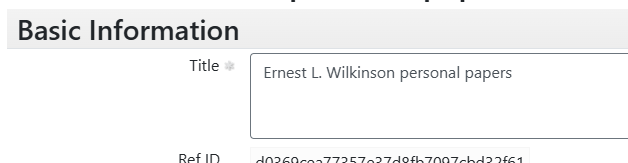 Basic Information
Title
Ernest L. Wilkinson personal papers
Ref ID